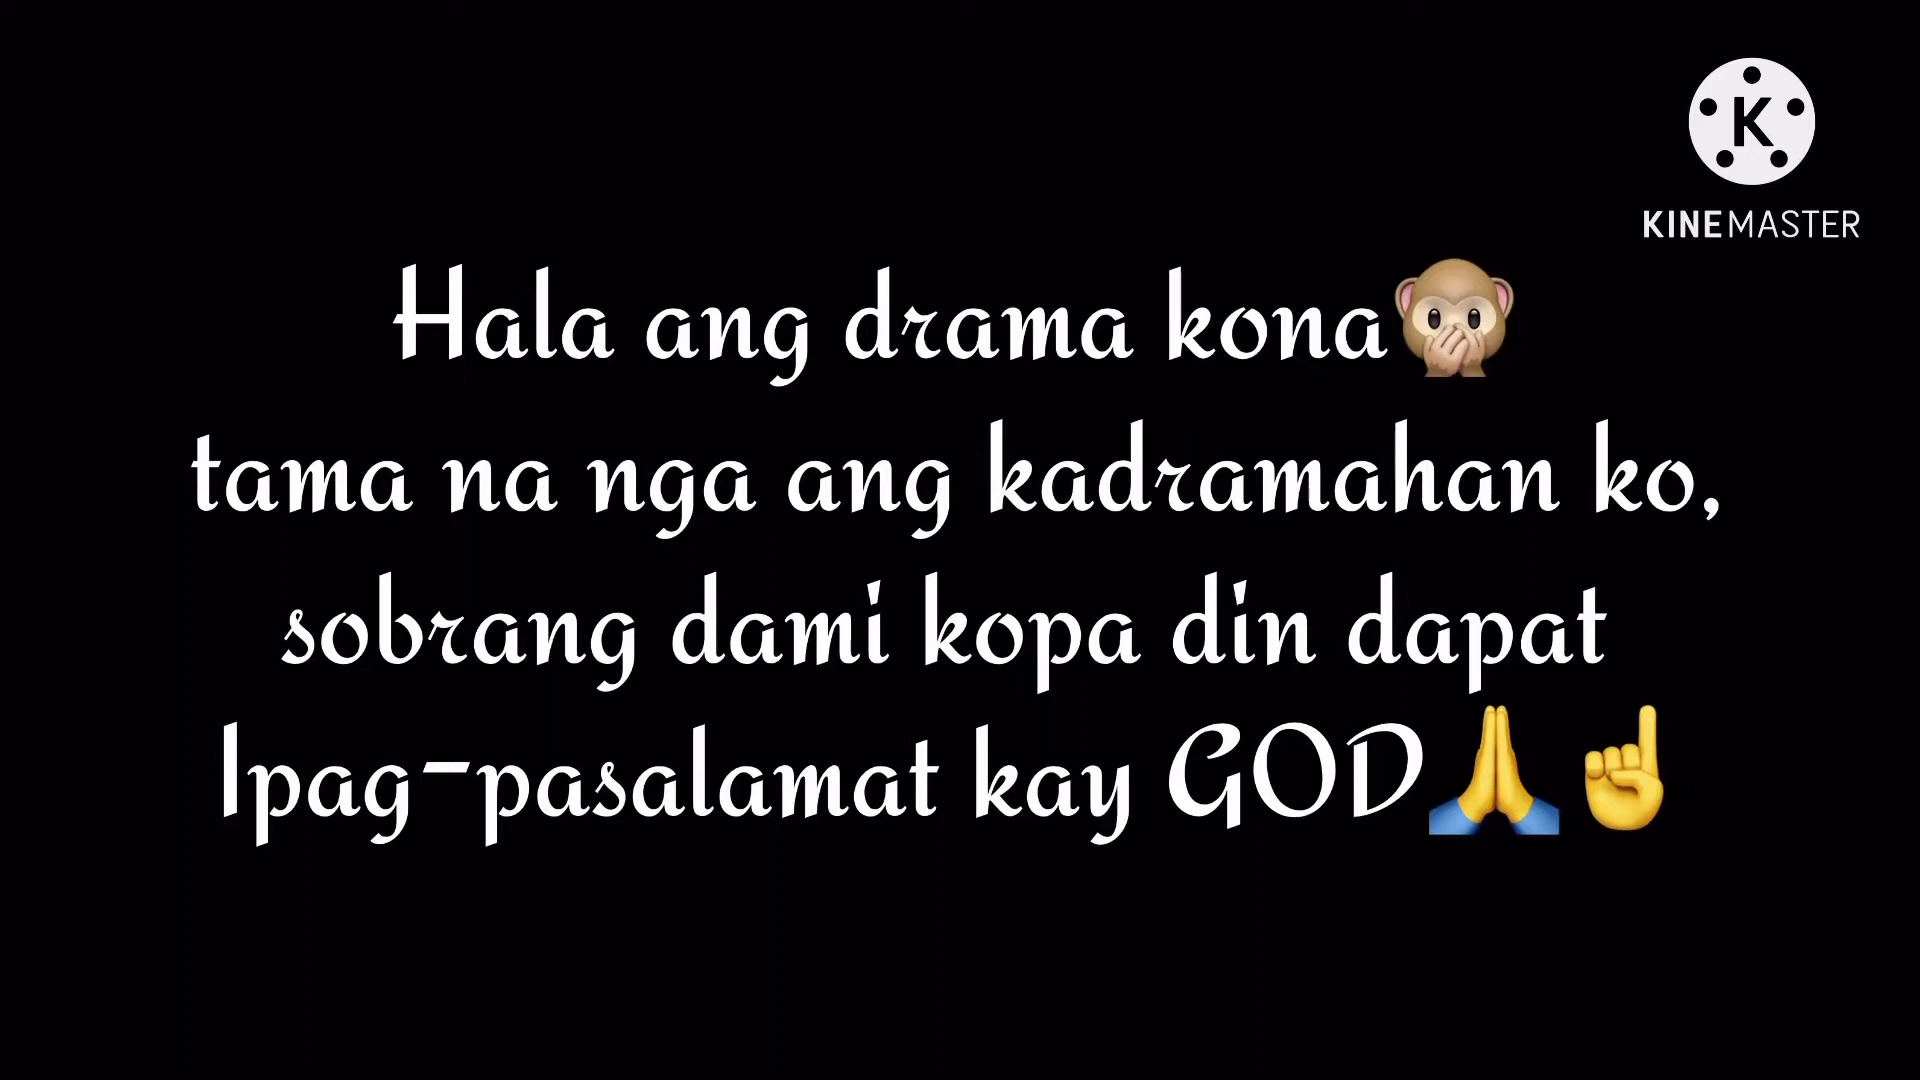 K
KINEMASTER
Hala ang drama kona🙊
tama na nga ang kadramahan ko,
sobrang dami kopa din dapat
Ipag-pasalamat kay GOD🙏☝